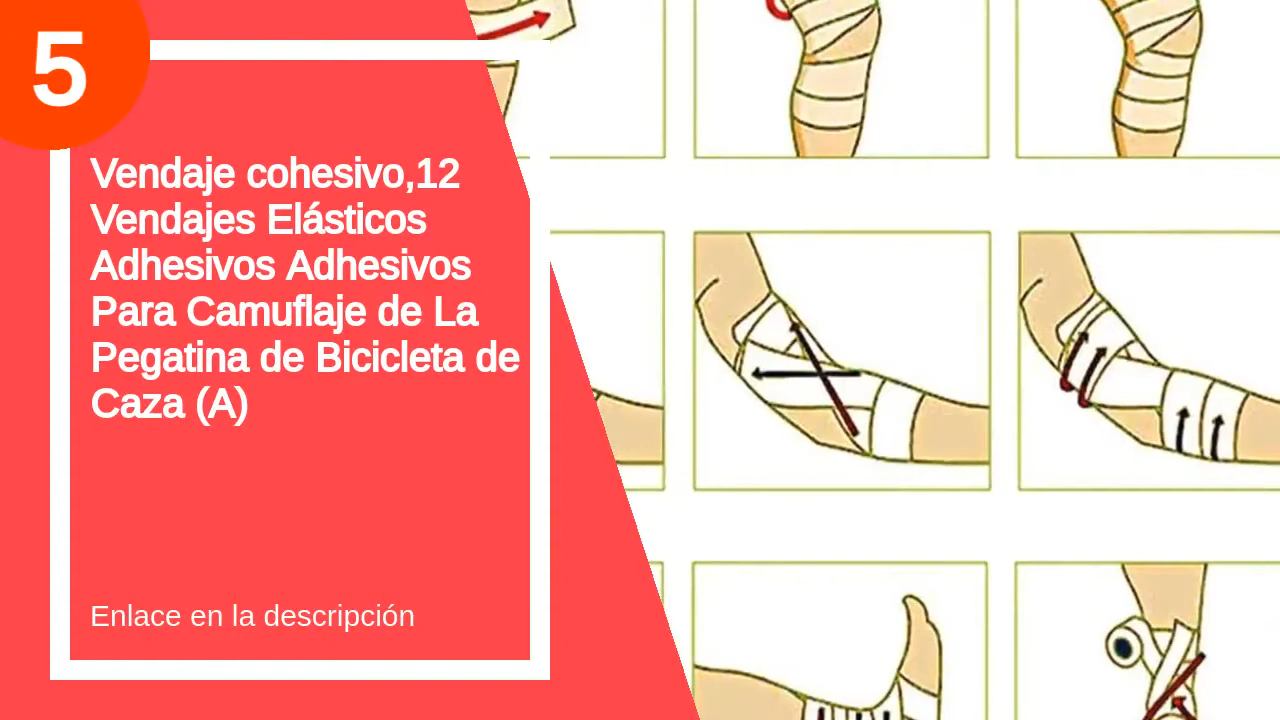 5
Vendaje cohesivo,12
Vendajes Elásticos
Adhesivos Adhesivos
Para Camuflaje de La
Pegatina de Bicicleta de
Caza (A)
Enlace en la descripción